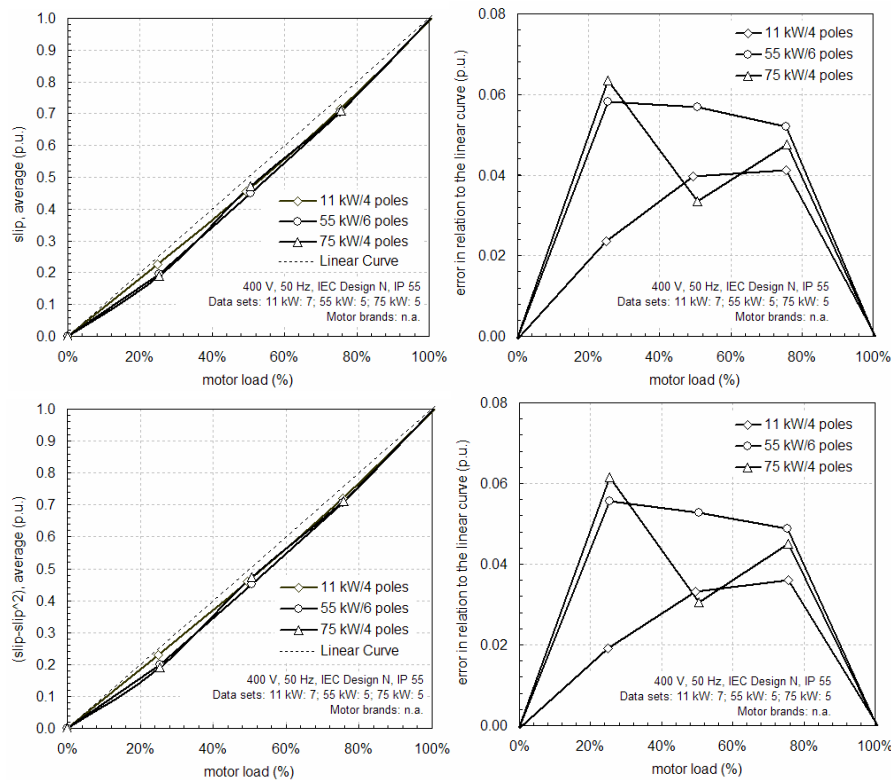 slip, average (p.u.)
1.0
0.9
0.8
0.7
0.6
0.5
0.4
0.3
0.2
0.1
0.0
11 kW/4 poles
55 kW/6 poles
75 kW/4 poles
Linear Curve
400 V, 50 Hz, IEC Design N, IP 55
Data sets: 11 kW: 7; 55 kW: 5; 75 kW: 5
Motor brands: n.a.
0% 20% 40% 60% 80% 100%
motor load (%)
error in relation to the linear curve (p.u.)
0.08
0.06
0.04
0.02
0.00
11 kW/4 poles
55 kW/6 poles
75 kW/4 poles
400 V, 50 Hz, IEC Design N, IP 55
Data sets: 11 kW: 7; 55 kW: 5; 75 kW: 5
Motor brands: n.a.
0% 20% 40% 60% 80% 100%
motor load (%)
(slip-slip^2), average (p.u.)
1.0
0.9
0.8
0.7
0.6
0.5
0.4
0.3
0.2
0.1
0.0
11 kW/4 poles
55 kW/6 poles
75 kW/4 poles
Linear Curve
400 V, 50 Hz, IEC Design N, IP 55
Data sets: 11 kW: 7; 55 kW: 5; 75 kW: 5
Motor brands: n.a.
0% 20% 40% 60% 80% 100%
motor load (%)
error in relation to the linear curve (p.u.)
0.08
0.06
0.04
0.02
0.00
11 kW/4 poles
55 kW/6 poles
75 kW/4 poles
400 V, 50 Hz, IEC Design N, IP 55
Data sets: 11 kW: 7; 55 kW: 5; 75 kW: 5
Motor brands: n.a.
0% 20% 40% 60% 80% 100%
motor load (%)